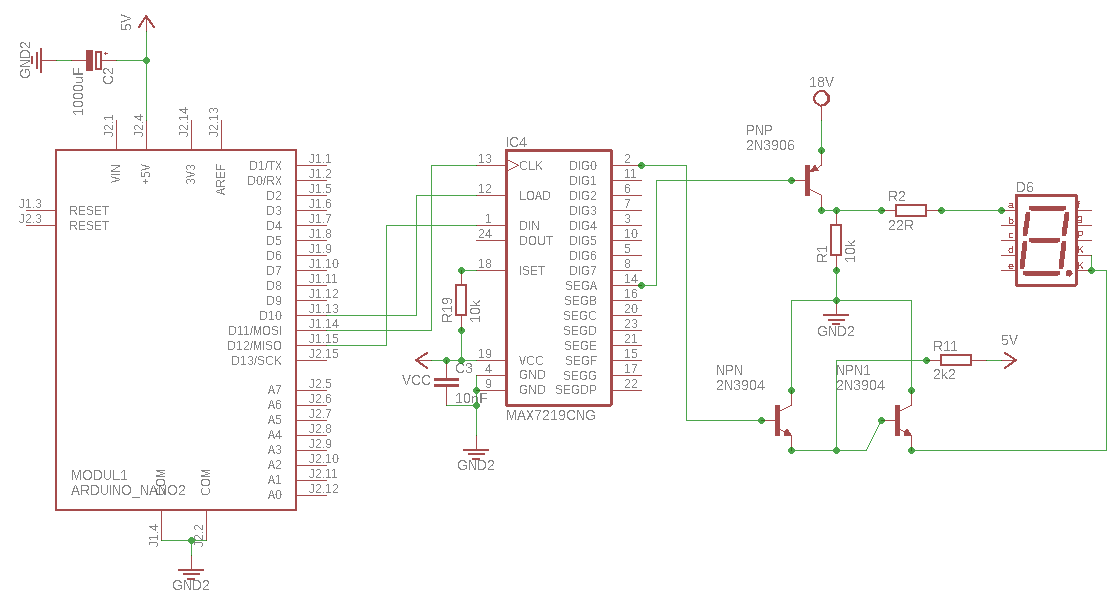 5V
GND2
1000uF
C2
J2.1
J2.4
J2.14
J2.13
VIN
+5V
3V3
AREF
J1.3
J2.3
RESET
RESET
D1/TX J1.1
D0/RX J1.2
D2 J1.5
D3 J1.6
D4 J1.7
D5 J1.8
D6 J1.9
D7 J1.10
D8 J1.11
D9 J1.12
D10 J1.13
D11/MOSI J1.14
D12/MISO J1.15
D13/SCK J2.15
A7 J2.5
A6 J2.6
A5 J2.7
A4 J2.8
A3 J2.9
A2 J2.10
A1 J2.11
A0 J2.12
MODUL1
ARDUINO_NANO2
COM
COM
J1.4
J2.2
GND2
IC4
13 CLK DIG0 2
DIG1 11
12 LOAD DIG2 6
DIG3 7
1 DIN DIG4 3
24 DOUT DIG5 10
DIG6 5
18 ISET DIG7 8
SEGA 14
SEGB 16
SEGC 20
SEGD 23
SEGE 21
19 VCC SEGF 15
4 GND SEGG 17
9 GND SEGDP 22
MAX7219CNG
R19
10k
VCC
C3
10nF
GND2
18V
PNP
2N3906
R2
22R
R1
10k
GND2
D6
a f
b g
c P
d K
e K
NPN
2N3904
NPN1
2N3904
R11
2k2
5V